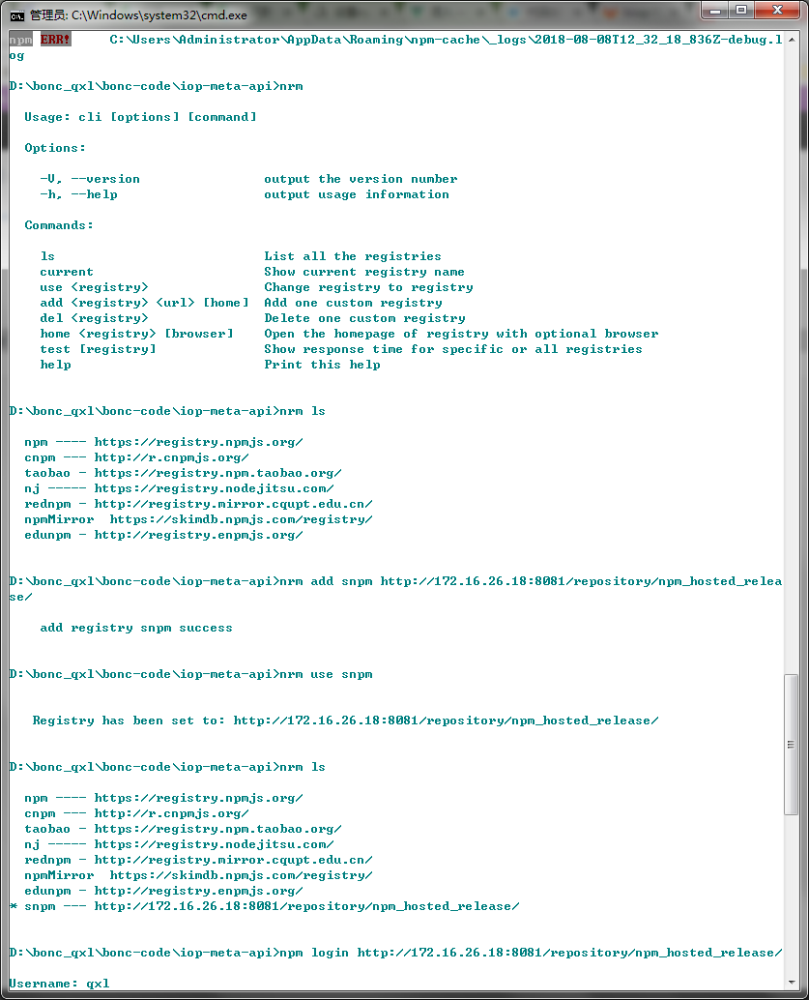 管理员: C:\Windows\system32\cmd.exe
npm ERR!     C:\Users\Administrator\AppData\Roaming\npm-cache\_logs\2018-08-08T12_32_18_836Z-debug.l
og
D:\bonc_qxl\bonc-code\iop-meta-api>nrm
Usage: cli [options] [command]
Options:
-V, --version                output the version number
-h, --help                   output usage information
Commands:
ls                           List all the registries
current                      Show current registry name
use <registry>               Change registry to registry
add <registry> <url> [home]  Add one custom registry
del <registry>               Delete one custom registry
home <registry> [browser]    Open the homepage of registry with optional browser
test [registry]              Show response time for specific or all registries
help                         Print this help
D:\bonc_qxl\bonc-code\iop-meta-api>nrm ls
npm ---- https://registry.npmjs.org/
cnpm --- http://r.cnpmjs.org/
taobao - https://registry.npm.taobao.org/
nj ----- https://registry.nodejitsu.com/
rednpm - http://registry.mirror.cqupt.edu.cn/
npmMirror  https://skimdb.npmjs.com/registry/
edunpm - http://registry.enpmjs.org/
D:\bonc_qxl\bonc-code\iop-meta-api>nrm add snpm http://172.16.26.18:8081/repository/npm_hosted_relea
se/
add registry snpm success
D:\bonc_qxl\bonc-code\iop-meta-api>nrm use snpm
Registry has been set to: http://172.16.26.18:8081/repository/npm_hosted_release/
D:\bonc_qxl\bonc-code\iop-meta-api>nrm ls
npm ---- https://registry.npmjs.org/
cnpm --- http://r.cnpmjs.org/
taobao - https://registry.npm.taobao.org/
nj ----- https://registry.nodejitsu.com/
rednpm - http://registry.mirror.cqupt.edu.cn/
npmMirror  https://skimdb.npmjs.com/registry/
edunpm - http://registry.enpmjs.org/
* snpm --- http://172.16.26.18:8081/repository/npm_hosted_release/
D:\bonc_qxl\bonc-code\iop-meta-api>npm login http://172.16.26.18:8081/repository/npm_hosted_release/
Username: qxl